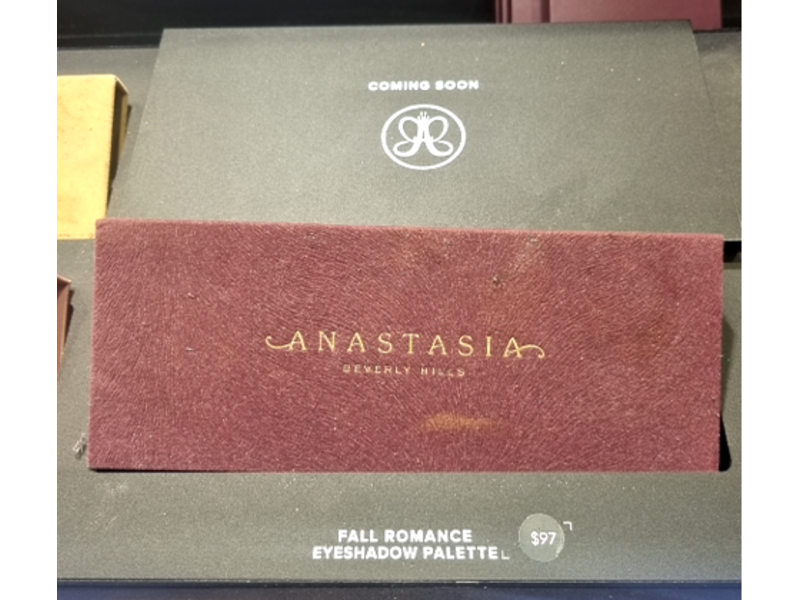 COMING SOON
ANASTASIA
BEVERLY HILLS
FALL ROMANCE
EYESHADOW PALETTE
$97